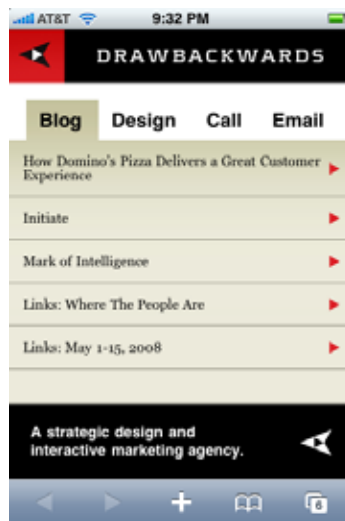 AT&T 9:32 PM
DRAWBACKWARDS
Blog Design Call Email
How Domino's Pizza Delivers a Great Customer
Experience
Initiate
Mark of Intelligence
Links: Where The People Are
Links: May 1-15, 2008
A strategic design and
interactive marketing agency.
6